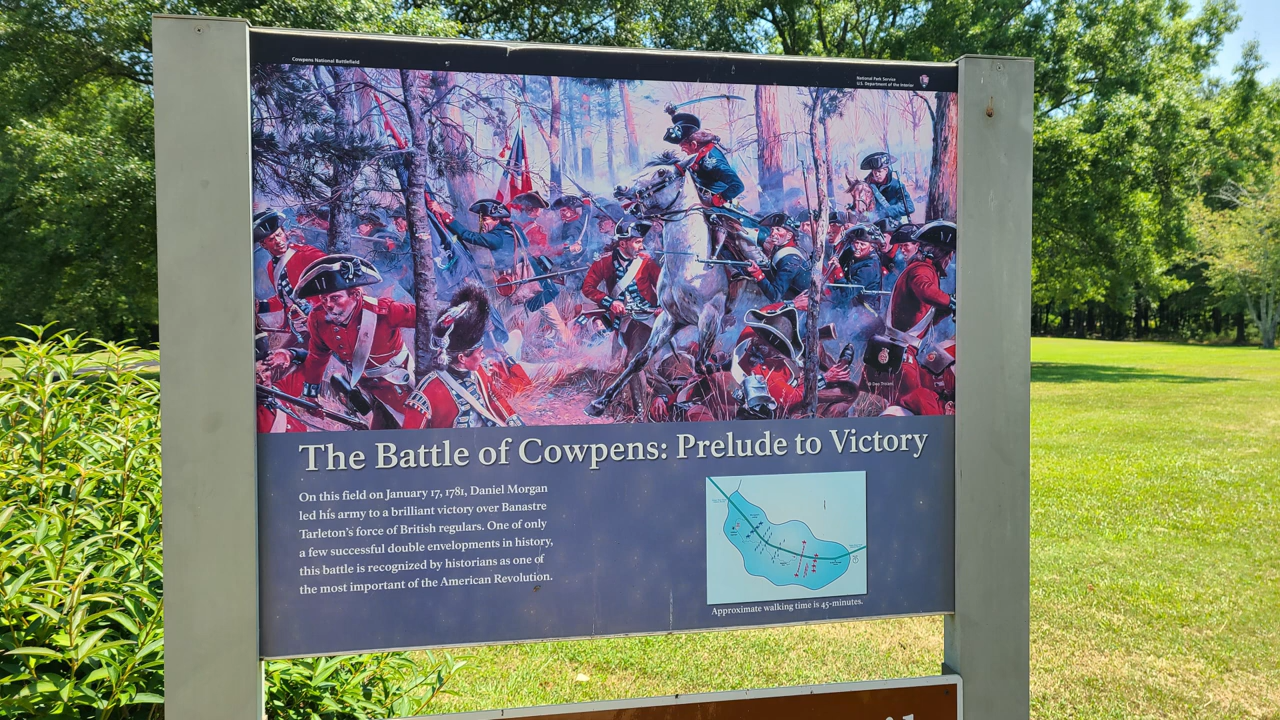 Cowpens National Battlefield
National Park Service
U.S. Department of the Interior
The Battle of Cowpens: Prelude to Victory
On this field on January 17, 1781, Daniel Morgan
led his army to a brilliant victory over Banastre
Tarleton's force of British regulars. One of only
a few successful double envelopments in history,
this battle is recognized by historians as one of
the most important of the American Revolution.
Approximate walking time is 45-minutes.